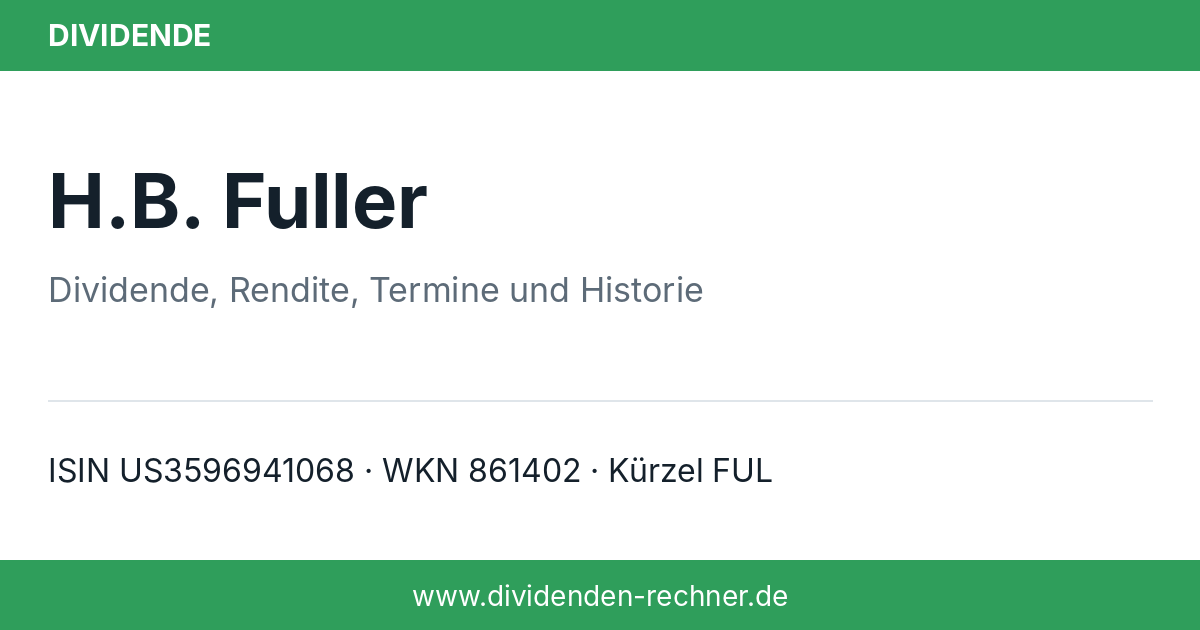 DIVIDENDE
H.B. Fuller
Dividende, Rendite, Termine und Historie
ISIN US3596941068 · WKN 861402 · Kürzel FUL
www.dividenden-rechner.de